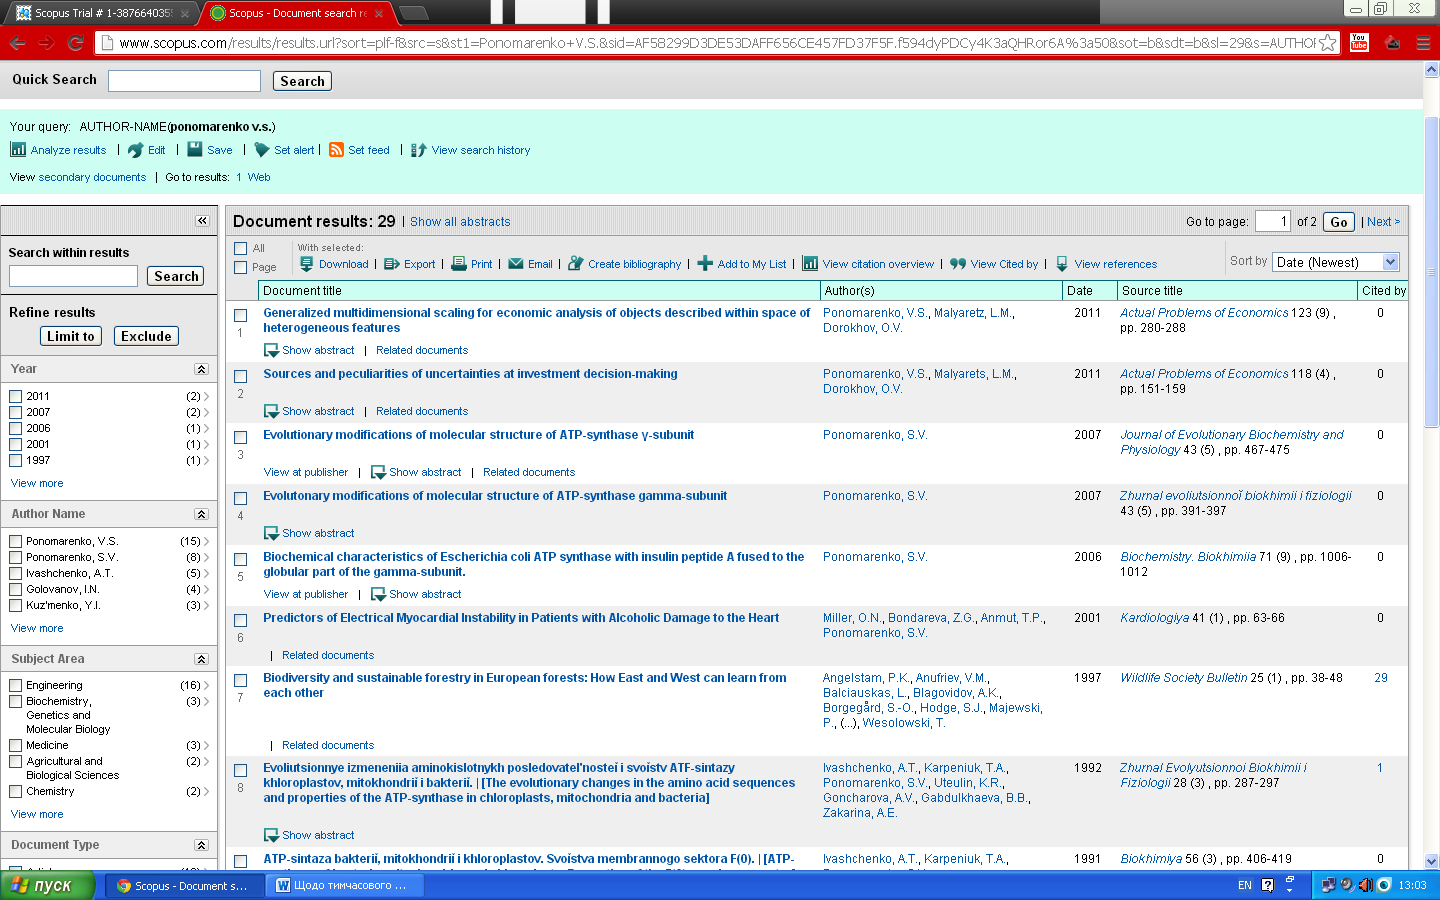 Scopus Trial # 1-387664035
Scopus - Document search re
www.scopus.com/results/results.url?sort=plf-f&src=s&st1=Ponomarenko+V.S.&sid=AF5B299D3DE53DAFF656CE457FD37F5F.f594dyPDCy4K3aQHRor6A%3a50&sot=b&sdt=b&sl=29&s=AUTHOR
You Tube
Quick Search
Search
Your query: AUTHOR-NAME(ponomarenko v.s.)
Analyze results | Edit | Save | Set alert | Set feed | View search history
View secondary documents | Go to results: 1 Web
«
Search within results
Search
Refine results
Limit to Exclude
Year
2011 (2)
2007 (2)
2006 (1)
2001 (1)
1997 (1)
View more
Author Name
Ponomarenko, V.S. (15)
Ponomarenko, S.V. (8)
Ivashchenko, A.T. (5)
Golovanov, I.N. (4)
Kuz'menko, Y.I. (3)
View more
Subject Area
Engineering (16)
Biochemistry, (3)
Genetics and
Molecular Biology
Medicine (3)
Agricultural and (2)
Biological Sciences
Chemistry (2)
View more
Document Type
Document results: 29 | Show all abstracts
Go to page: 1 of 2 Go | Next >
All
Page
With selected:
Download | Export | Print | Email | Create bibliography | Add to My List | View citation overview | View Cited by | View references
Sort by Date (Newest)
Document title Author(s) Date Source title Cited by
1
Generalized multidimensional scaling for economic analysis of objects described within space of
heterogeneous features
Ponomarenko, V.S., Malyaretz, L.M.,
Dorokhov, O.V.
2011
Actual Problems of Economics 123 (9) ,
pp. 280-288
0
Show abstract | Related documents
2
Sources and peculiarities of uncertainties at investment decision-making
Ponomarenko, V.S., Malyarets, L.M.,
Dorokhov, O.V.
2011
Actual Problems of Economics 118 (4) ,
pp. 151-159
0
Show abstract | Related documents
3
Evolutionary modifications of molecular structure of ATP-synthase γ-subunit
Ponomarenko, S.V.
2007
Journal of Evolutionary Biochemistry and
Physiology 43 (5) , pp. 467-475
0
View at publisher | Show abstract | Related documents
4
Evolutonary modifications of molecular structure of ATP-synthase gamma-subunit
Ponomarenko, S.V.
2007
Zhurnal evoliutsionnoĭ biokhimii i fiziologii
43 (5) , pp. 391-397
0
Show abstract
5
Biochemical characteristics of Escherichia coli ATP synthase with insulin peptide A fused to the
globular part of the gamma-subunit.
Ponomarenko, S.V.
2006
Biochemistry. Biokhimiia 71 (9) , pp. 1006-
1012
0
View at publisher | Show abstract
6
Predictors of Electrical Myocardial Instability in Patients with Alcoholic Damage to the Heart
Miller, O.N., Bondareva, Z.G., Anmut, T.P.,
Ponomarenko, S.V.
2001
Kardiologiya 41 (1) , pp. 63-66
0
| Related documents
7
Biodiversity and sustainable forestry in European forests: How East and West can learn from
each other
Angelstam, P.K., Anufriev, V.M.,
Balciauskas, L., Blagovidov, A.K.,
Borgegård, S.-O., Hodge, S.J., Majewski,
P., (...), Wesolowski, T.
1997
Wildlife Society Bulletin 25 (1) , pp. 38-48
29
| Related documents
8
Evoliutsionnye izmeneniia aminokislotnykh posledovatel'nosteĭ i svoĭstv ATF-sintazy
khloroplastov, mitokhondriĭ i bakteriĭ. | [The evolutionary changes in the amino acid sequences
and properties of the ATP-synthase in chloroplasts, mitochondria and bacteria]
Ivashchenko, A.T., Karpeniuk, T.A.,
Ponomarenko, S.V., Uteulin, K.R.,
Goncharova, A.V., Gabdulkhaeva, B.B.,
Zakarina, A.E.
1992
Zhurnal Evolyutsionnoi Biokhimii i
Fiziologii 28 (3) , pp. 287-297
1
Show abstract
ATP-sintaza bakteriĭ, mitokhondriĭ i khloroplastov. Svoĭstva membrannogo sektora F(0). | [ATP-
Ivashchenko, A.T., Karpeniuk, T.A.,
1991
Biokhimiya 56 (3) , pp. 406-419
0
пуск
Scopus - Document s...
Щодо тимчасового ...
EN
13:03